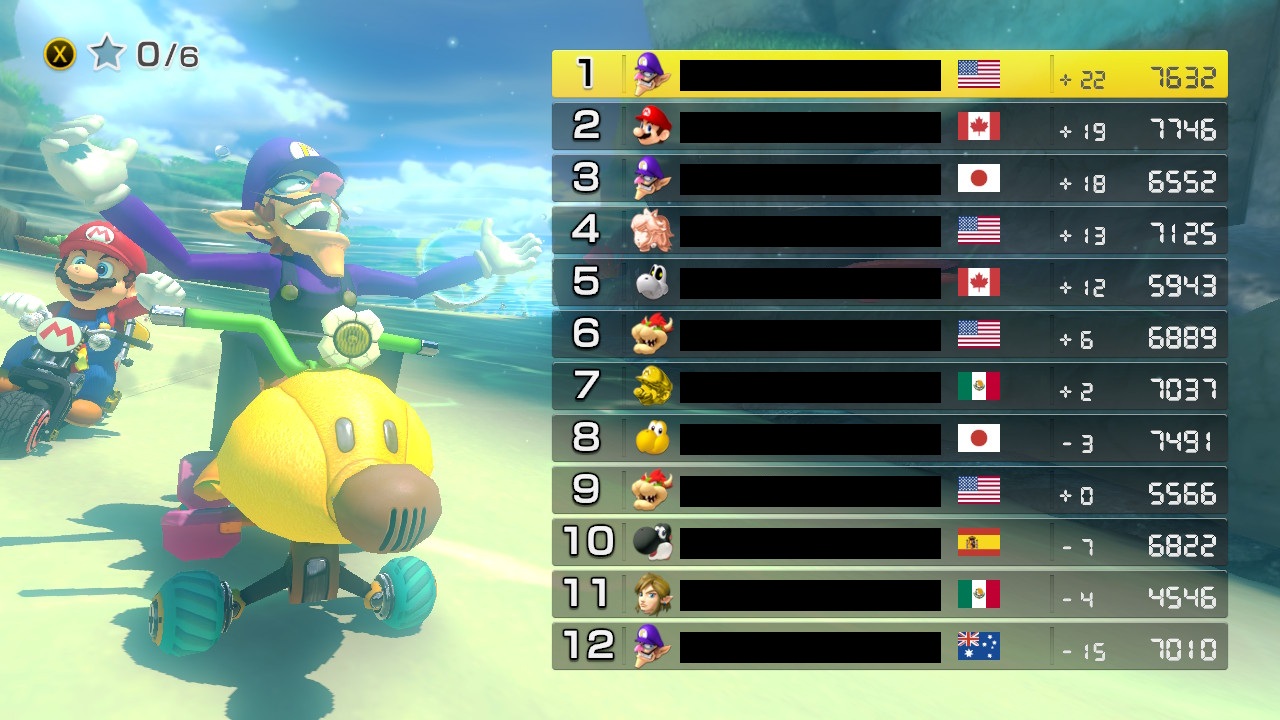 X 0/6
1 + 22 7632
2 + 19 7746
3 + 18 6552
4 + 13 7125
5 + 12 5943
6 + 6 6889
7 + 2 7037
8 - 3 7491
9 + 0 5566
10 - 7 6822
11 - 4 4546
12 - 15 7010
M
M